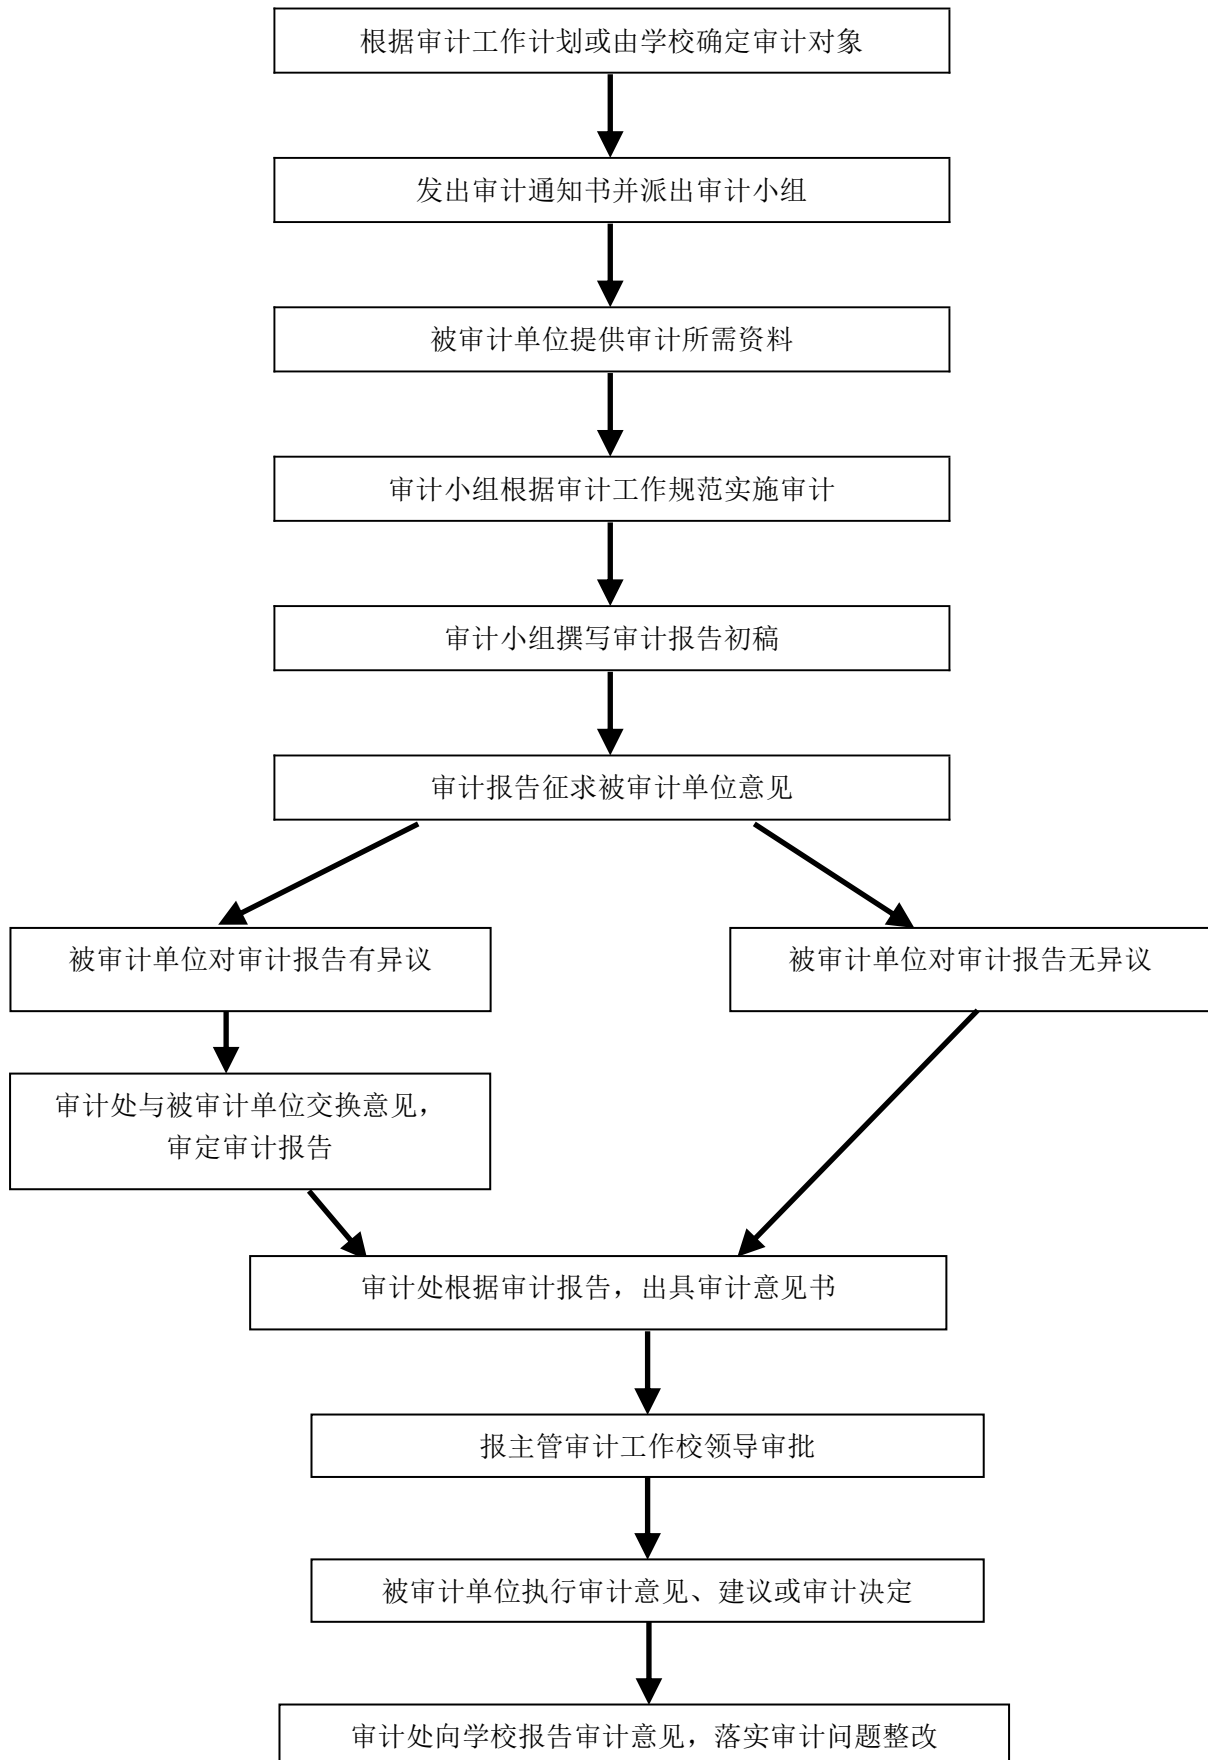 根据审计工作计划或由学校确定审计对象
发出审计通知书并派出审计小组
被审计单位提供审计所需资料
审计小组根据审计工作规范实施审计
审计小组撰写审计报告初稿
审计报告征求被审计单位意见
被审计单位对审计报告有异议
被审计单位对审计报告无异议
审计处与被审计单位交换意见，
审定审计报告
审计处根据审计报告，出具审计意见书
报主管审计工作校领导审批
被审计单位执行审计意见、建议或审计决定
审计处向学校报告审计意见，落实审计问题整改